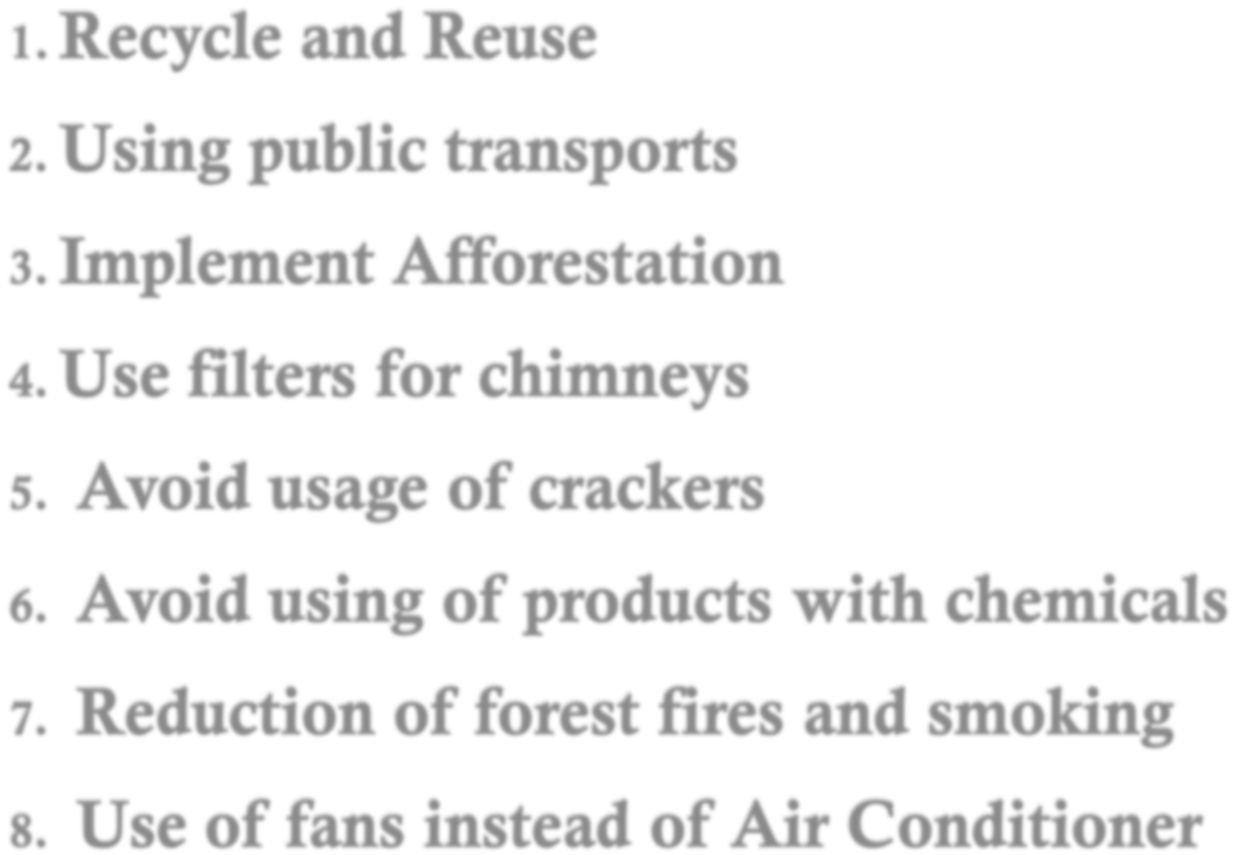 1. Recycle and Reuse
2. Using public transports
3. Implement Afforestation
4. Use filters for chimneys
5. Avoid usage of crackers
6. Avoid using of products with chemicals
7. Reduction of forest fires and smoking
8. Use of fans instead of Air Conditioner